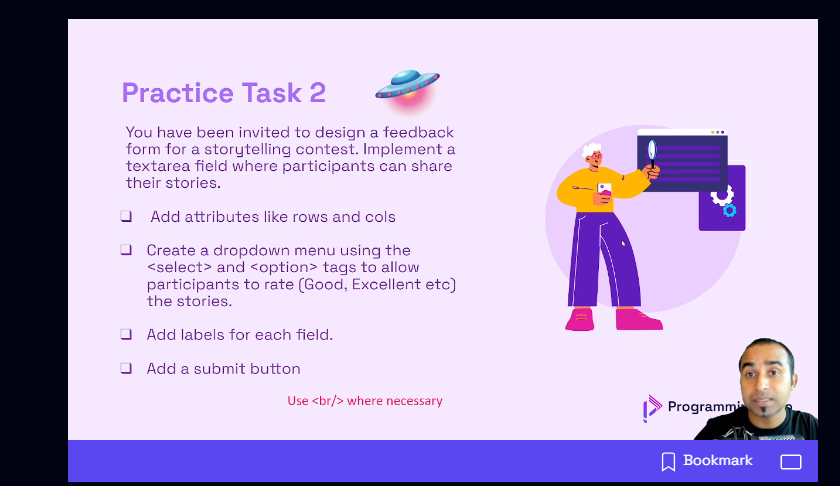 Practice Task 2
You have been invited to design a feedback
form for a storytelling contest. Implement a
textarea field where participants can share
their stories.
❑ Add attributes like rows and cols
❑ Create a dropdown menu using the
<select> and <option> tags to allow
participants to rate (Good, Excellent etc)
the stories.
❑ Add labels for each field.
❑ Add a submit button
Use <br/> where necessary
Bookmark